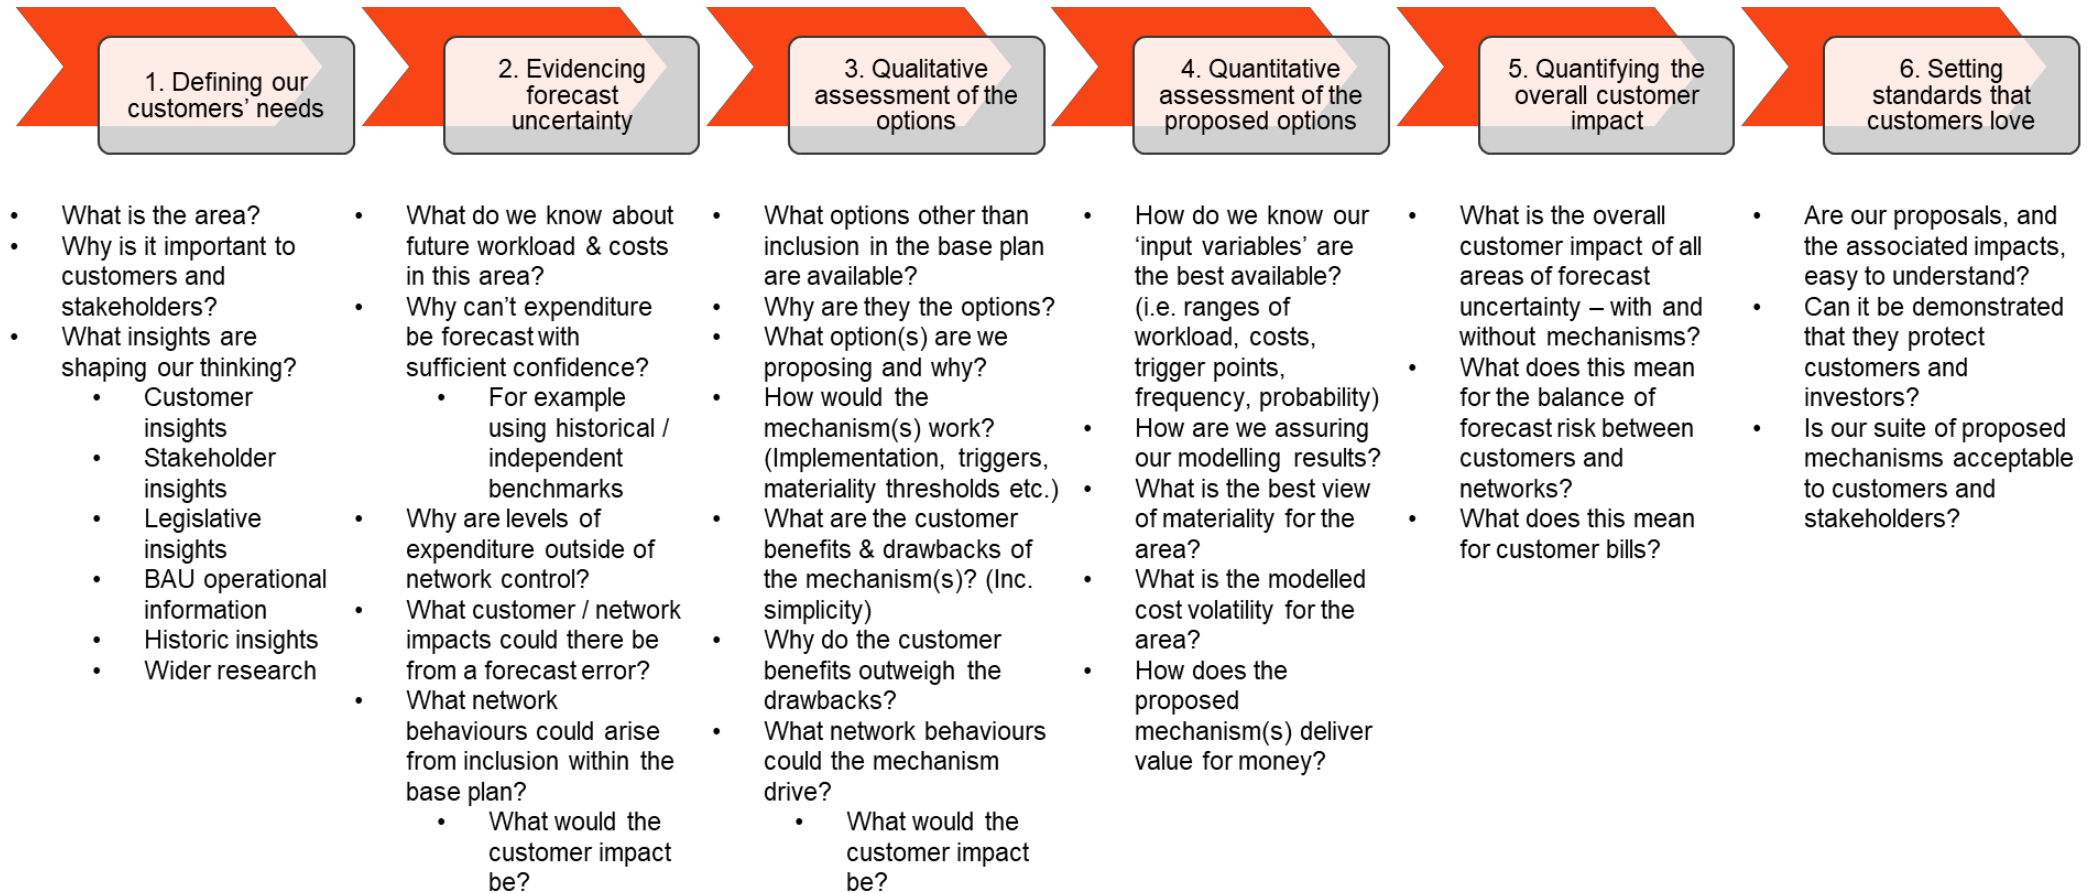 1. Defining our
customers’ needs
2. Evidencing
forecast
uncertainty
3. Qualitative
assessment of the
options
4. Quantitative
assessment of the
proposed options
5. Quantifying the
overall customer
impact
6. Setting
standards that
customers love
• What is the area?
• Why is it important to
customers and
stakeholders?
• What insights are
shaping our thinking?
• Customer
insights
• Stakeholder
insights
• Legislative
insights
• BAU operational
information
• Historic insights
• Wider research
• What do we know about
future workload & costs
in this area?
• Why can’t expenditure
be forecast with
sufficient confidence?
• For example
using historical /
independent
benchmarks
• Why are levels of
expenditure outside of
network control?
• What customer / network
impacts could there be
from a forecast error?
• What network
behaviours could arise
from inclusion within the
base plan?
• What would the
customer impact
be?
• What options other than
inclusion in the base plan
are available?
• Why are they the options?
• What option(s) are we
proposing and why?
• How would the
mechanism(s) work?
(Implementation, triggers,
materiality thresholds etc.)
• What are the customer
benefits & drawbacks of
the mechanism(s)? (Inc.
simplicity)
• Why do the customer
benefits outweigh the
drawbacks?
• What network behaviours
could the mechanism
drive?
• What would the
customer impact
be?
• How do we know our
‘input variables’ are
the best available?
(i.e. ranges of
workload, costs,
trigger points,
frequency, probability)
• How are we assuring
our modelling results?
• What is the best view
of materiality for the
area?
• What is the modelled
cost volatility for the
area?
• How does the
proposed
mechanism(s) deliver
value for money?
• What is the overall
customer impact of all
areas of forecast
uncertainty – with and
without mechanisms?
• What does this mean
for the balance of
forecast risk between
customers and
networks?
• What does this mean
for customer bills?
• Are our proposals, and
the associated impacts,
easy to understand?
• Can it be demonstrated
that they protect
customers and
investors?
• Is our suite of proposed
mechanisms acceptable
to customers and
stakeholders?